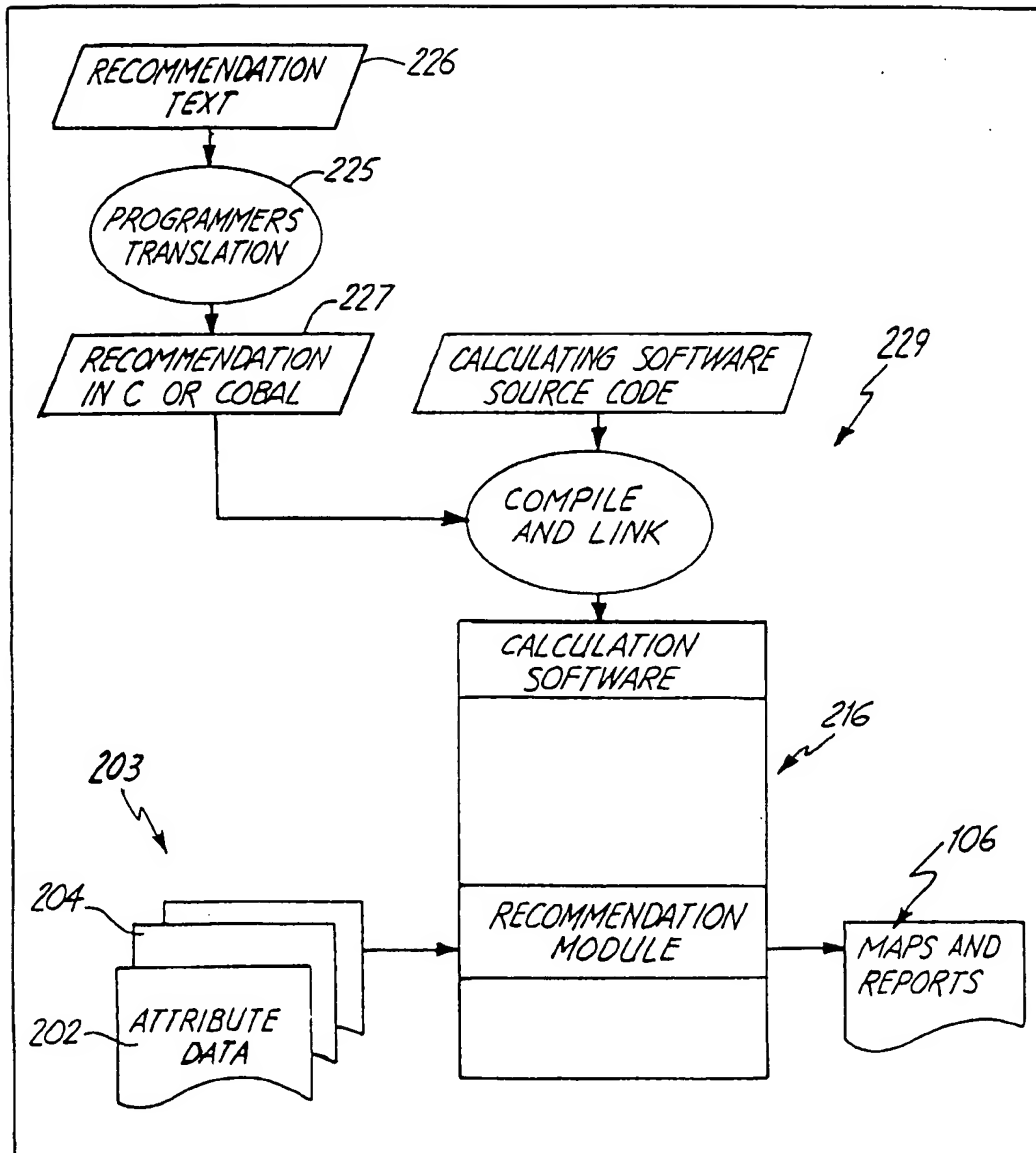 RECOMMENDATION
TEXT
226
225
PROGRAMMERS
TRANSLATION
227
RECOMMENDATION
IN C OR COBAL
CALCULATING SOFTWARE
SOURCE CODE
229
COMPILE
AND LINK
CALCULATION
SOFTWARE
216
203
106
204
RECOMMENDATION
MODULE
MAPS AND
REPORTS
202
ATTRIBUTE
DATA